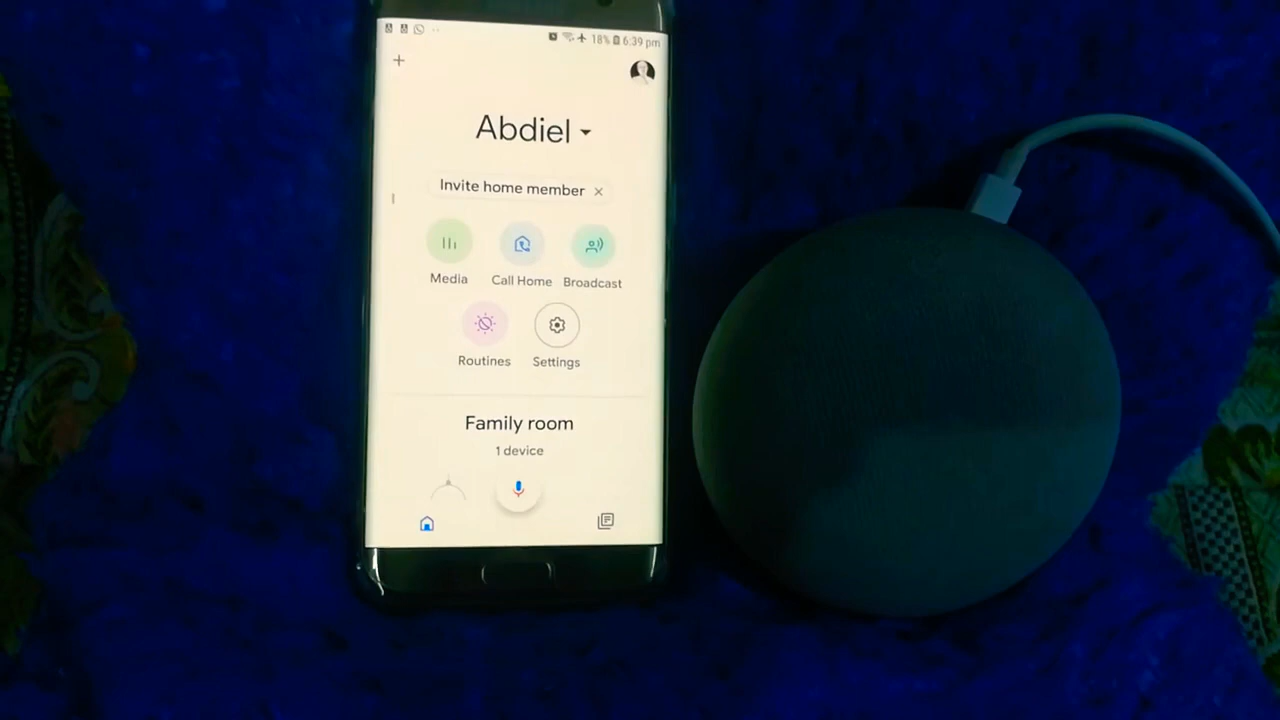 18% 6:39 pm
Abdiel
Invite home member
Media Call Home Broadcast
Routines Settings
Family room
1 device